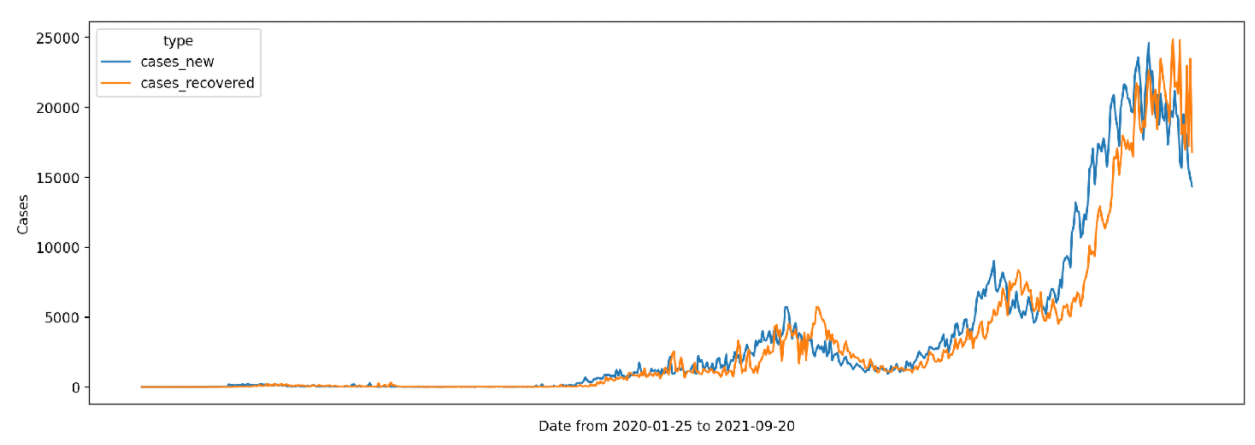 type
cases_new
cases_recovered
25000
20000
15000
10000
5000
0
Cases
Date from 2020-01-25 to 2021-09-20